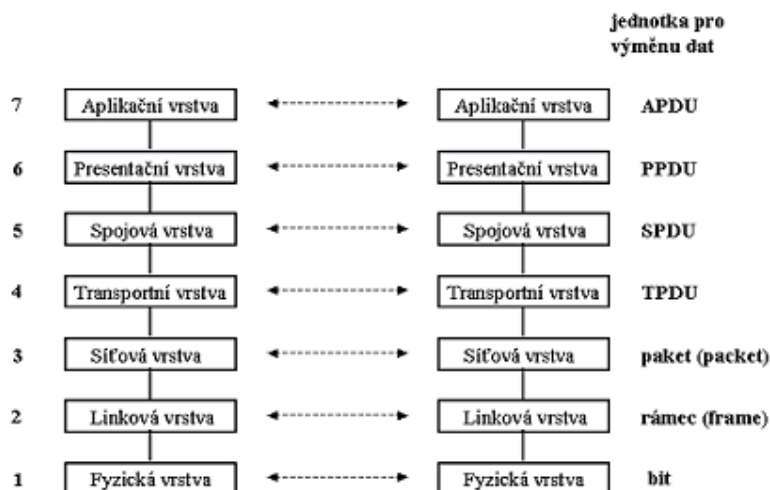 jednotka pro
výměnu dat
7 Aplikační vrstva Aplikační vrstva APDU
6 Presentační vrstva Presentační vrstva PPDU
5 Spojová vrstva Spojová vrstva SPDU
4 Transportní vrstva Transportní vrstva TPDU
3 Síťová vrstva Síťová vrstva paket (packet)
2 Linková vrstva Linková vrstva rámec (frame)
1 Fyzická vrstva Fyzická vrstva bit